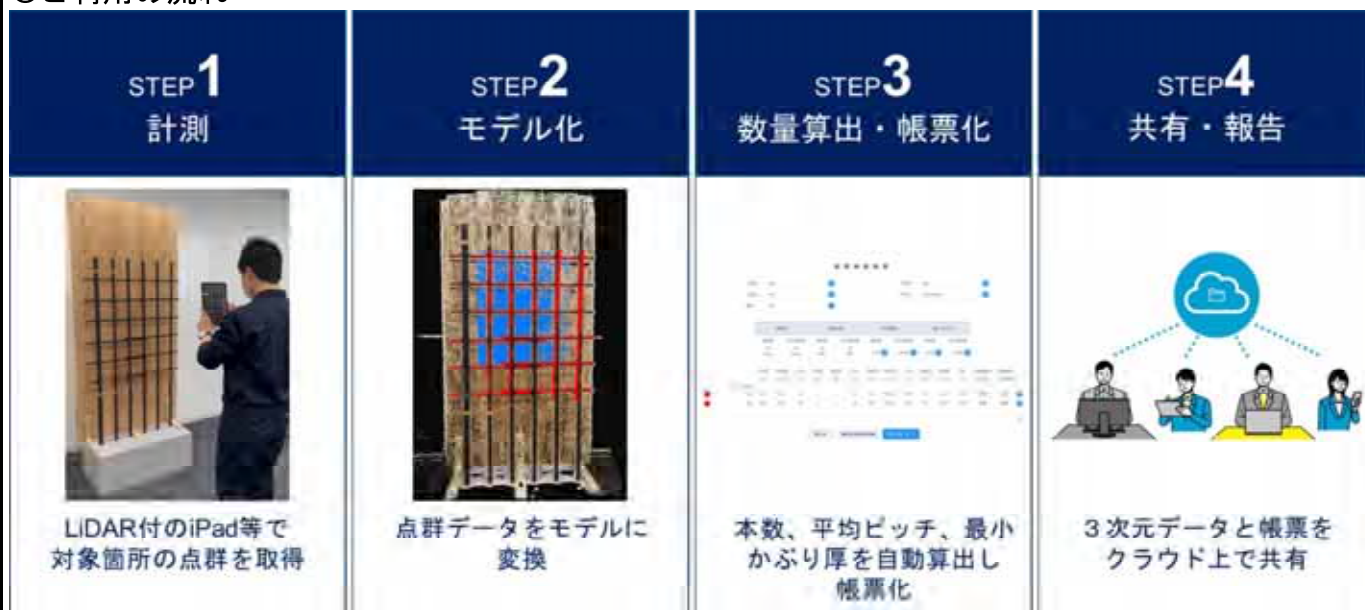 STEP1
計測
LiDAR付のiPad等で
対象箇所の点群を取得
STEP2
モデル化
点群データをモデルに
変換
STEP3
数量算出・帳票化
本数、平均ピッチ、最小
かぶり厚を自動算出し
帳票化
STEP4
共有・報告
3次元データと帳票を
クラウド上で共有